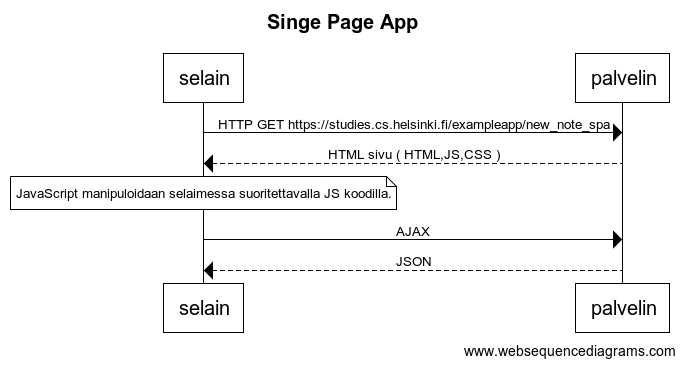 Singe Page App
selain
palvelin
HTTP GET https://studies.cs.helsinki.fi/exampleapp/new_note_spa
HTML sivu ( HTML,JS,CSS )
JavaScript manipuloidaan selaimessa suoritettavalla JS koodilla.
AJAX
JSON
selain
palvelin
www.websequencediagrams.com